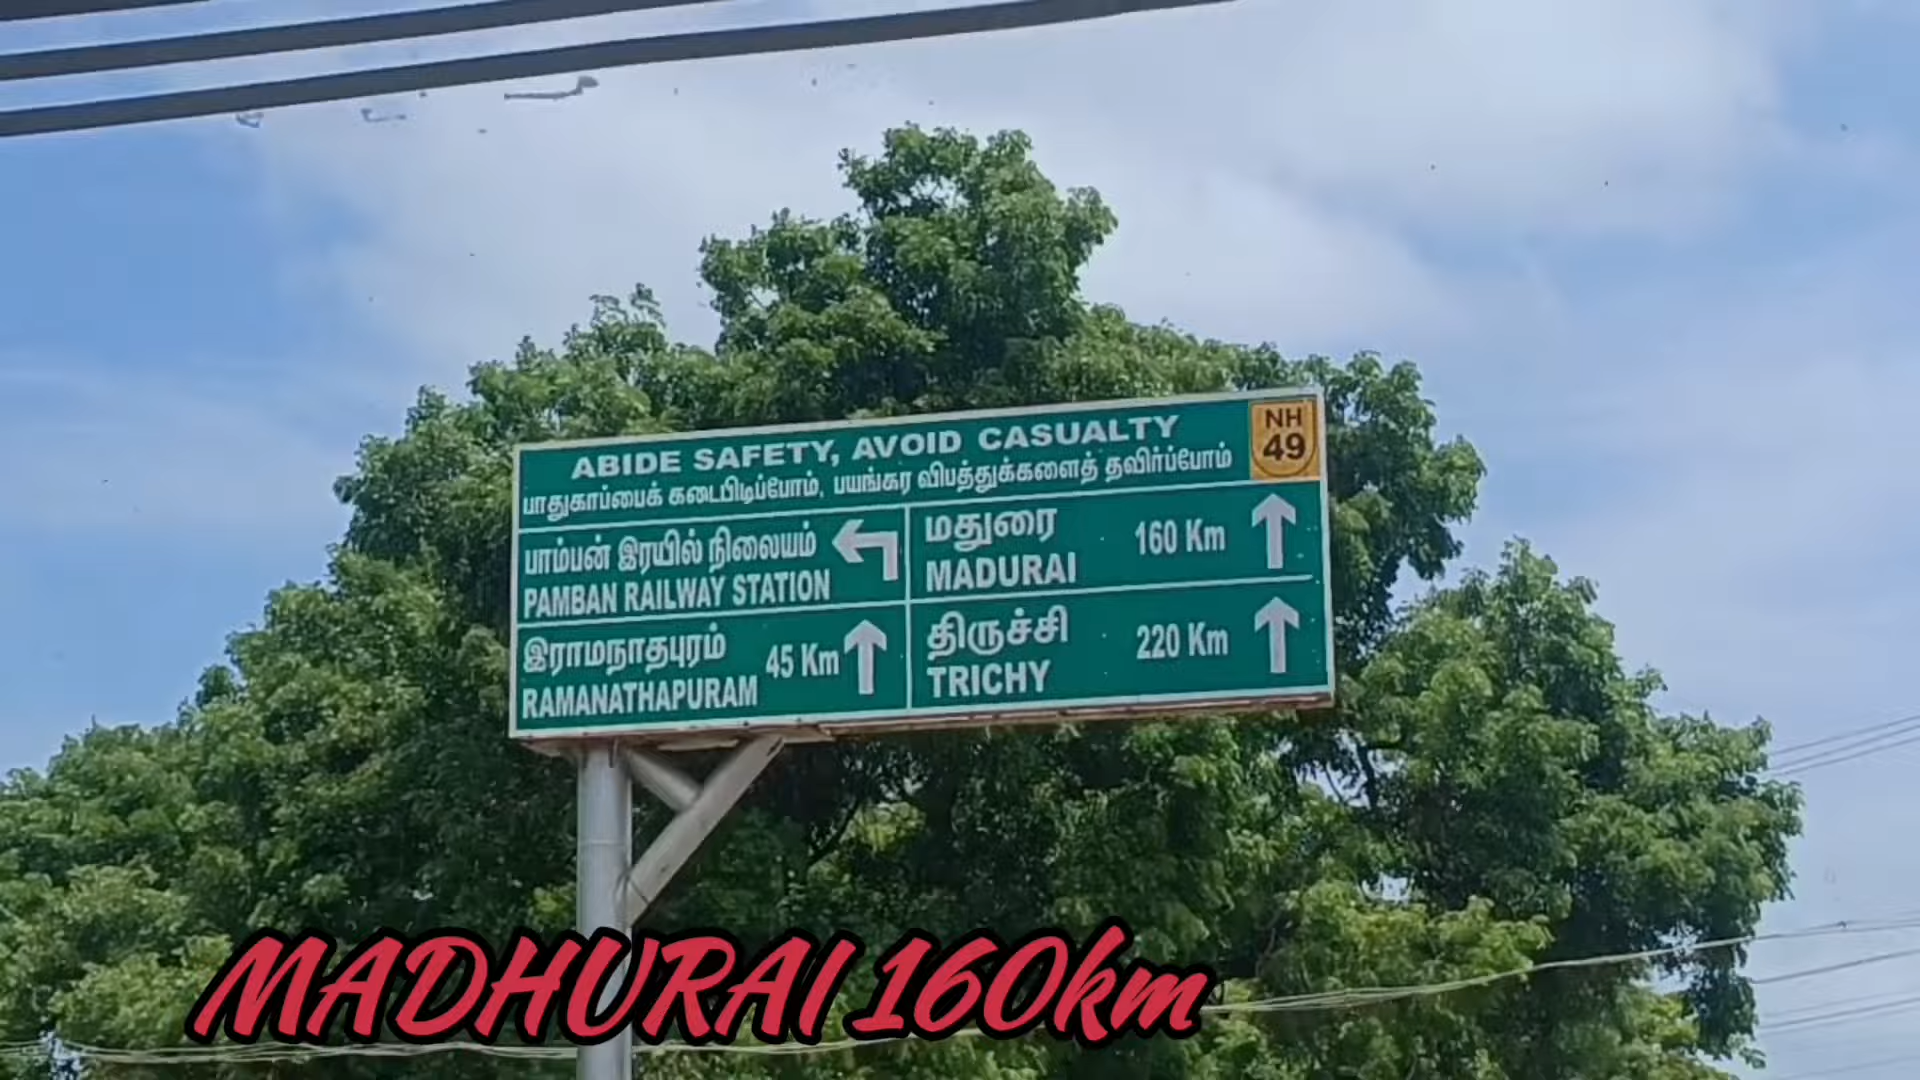 ABIDE SAFETY, AVOID CASUALTY
பாதுகாப்பைக் கடைபிடிப்போம், பயங்கர விபத்துக்களைத் தவிர்ப்போம்
NH
49
பாம்பன் இரயில் நிலையம்
PAMBAN RAILWAY STATION
இராமநாதபுரம்
RAMANATHAPURAM
45 Km
மதுரை
MADURAI
160 Km
திருச்சி
TRICHY
220 Km
MADHURAI 160km